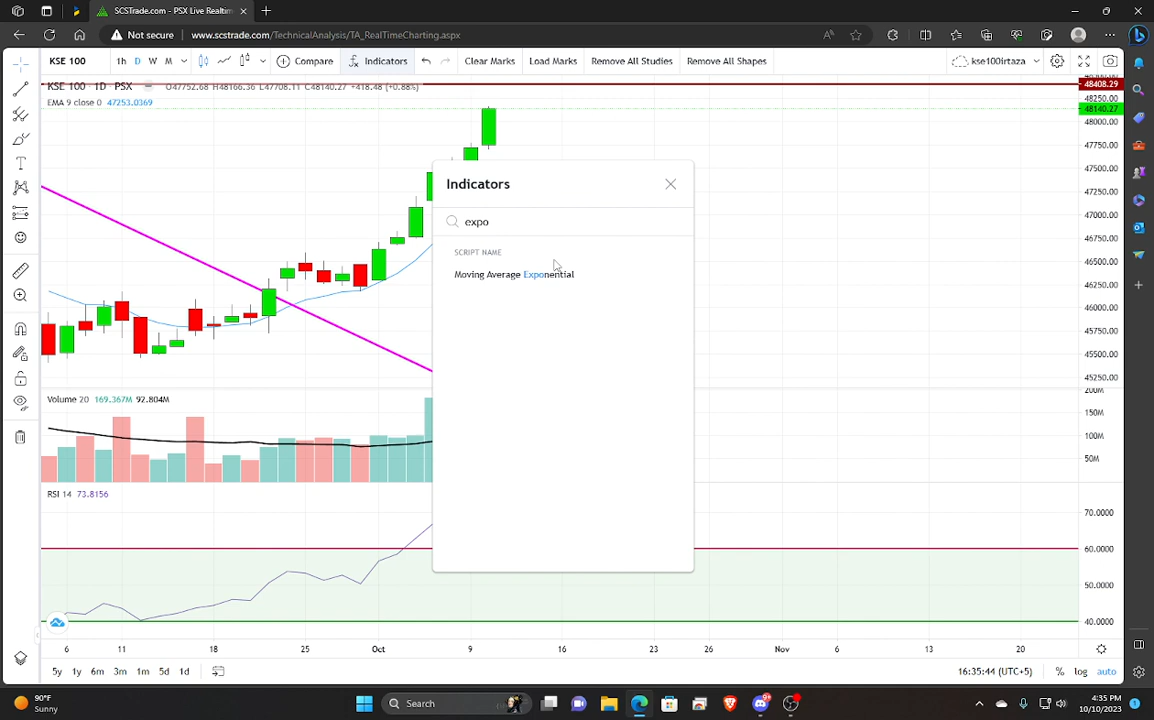 SCSTrade.com - PSX Live Realtim
Not secure
www.scstrade.com/TechnicalAnalysis/TA_RealTimeCharting.aspx
KSE 100
1h D W M
Compare
Indicators
Clear Marks
Load Marks
Remove All Studies
Remove All Shapes
kse100irtaza
KSE 100 · 1D · PSX O47752.68 H48166.36 L47708.11 C48140.27 +418.48 (+0.88%)
EMA 9 close 0 47253.0369
48408.29
48250.00
48140.27
48000.00
47750.00
47500.00
47250.00
47000.00
46750.00
46500.00
46250.00
46000.00
45750.00
45500.00
45250.00
Indicators
expo
SCRIPT NAME
Moving Average Exponential
Volume 20 169.367M 92.804M
200M
150M
100M
50M
RSI 14 73.8156
70.0000
60.0000
50.0000
40.0000
6 11 18 25 Oct 9 16 23 26 Nov 6 13 20
5y 1y 6m 3m 1m 5d 1d
16:35:44 (UTC+5)
% log auto
90°F
Sunny
Search
4:35 PM
10/10/2023